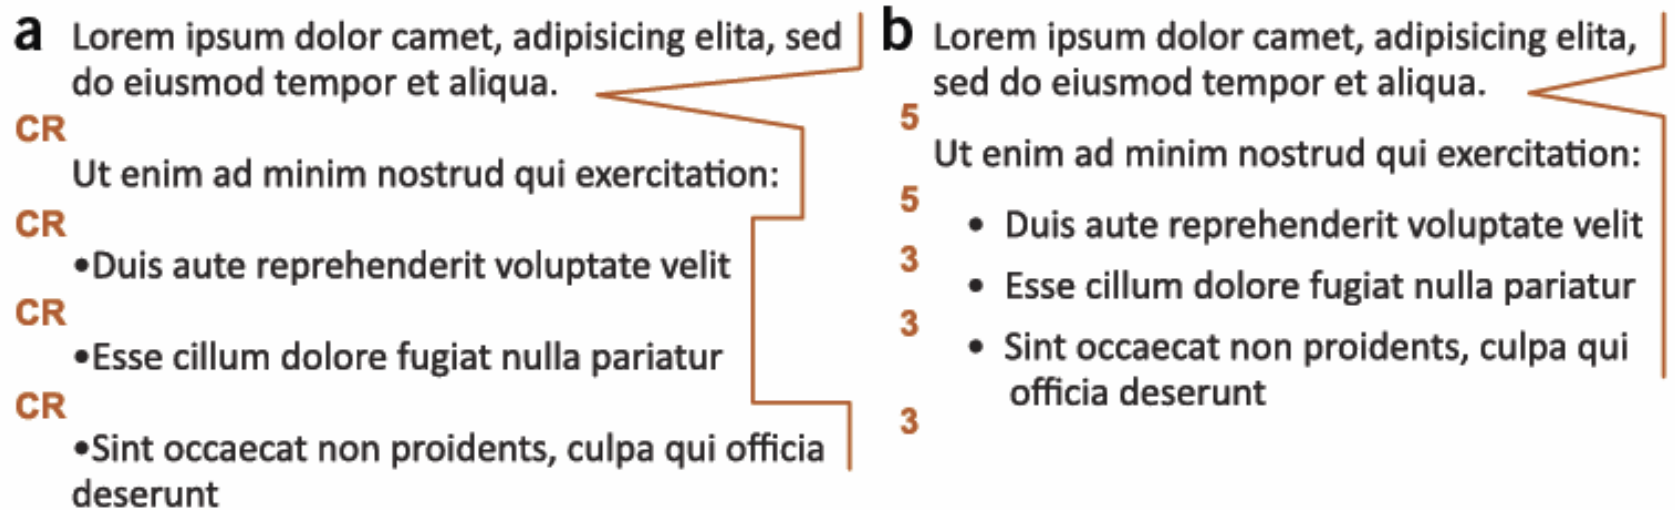 a Lorem ipsum dolor camet, adipisicing elita, sed
do eiusmod tempor et aliqua.
CR
Ut enim ad minim nostrud qui exercitation:
CR
•Duis aute reprehenderit voluptate velit
CR
•Esse cillum dolore fugiat nulla pariatur
CR
•Sint occaecat non proidents, culpa qui officia
deserunt
b Lorem ipsum dolor camet, adipisicing elita,
sed do eiusmod tempor et aliqua.
5
Ut enim ad minim nostrud qui exercitation:
5
• Duis aute reprehenderit voluptate velit
3
• Esse cillum dolore fugiat nulla pariatur
3
• Sint occaecat non proidents, culpa qui
officia deserunt
3